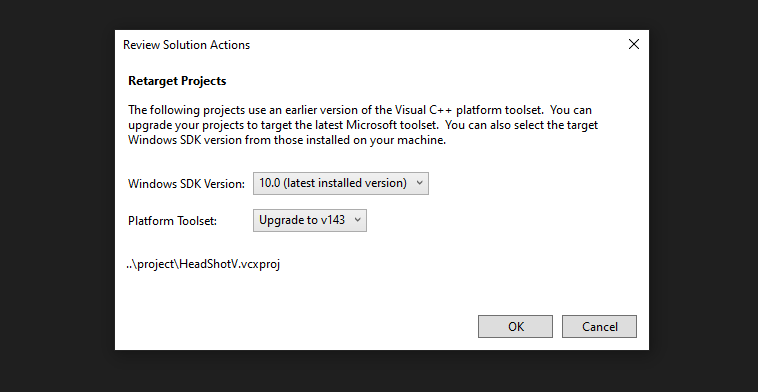 Review Solution Actions
Retarget Projects
The following projects use an earlier version of the Visual C++ platform toolset.  You can
upgrade your projects to target the latest Microsoft toolset.  You can also select the target
Windows SDK version from those installed on your machine.
Windows SDK Version: 10.0 (latest installed version)
Platform Toolset: Upgrade to v143
..\project\HeadShotV.vcxproj
OK Cancel